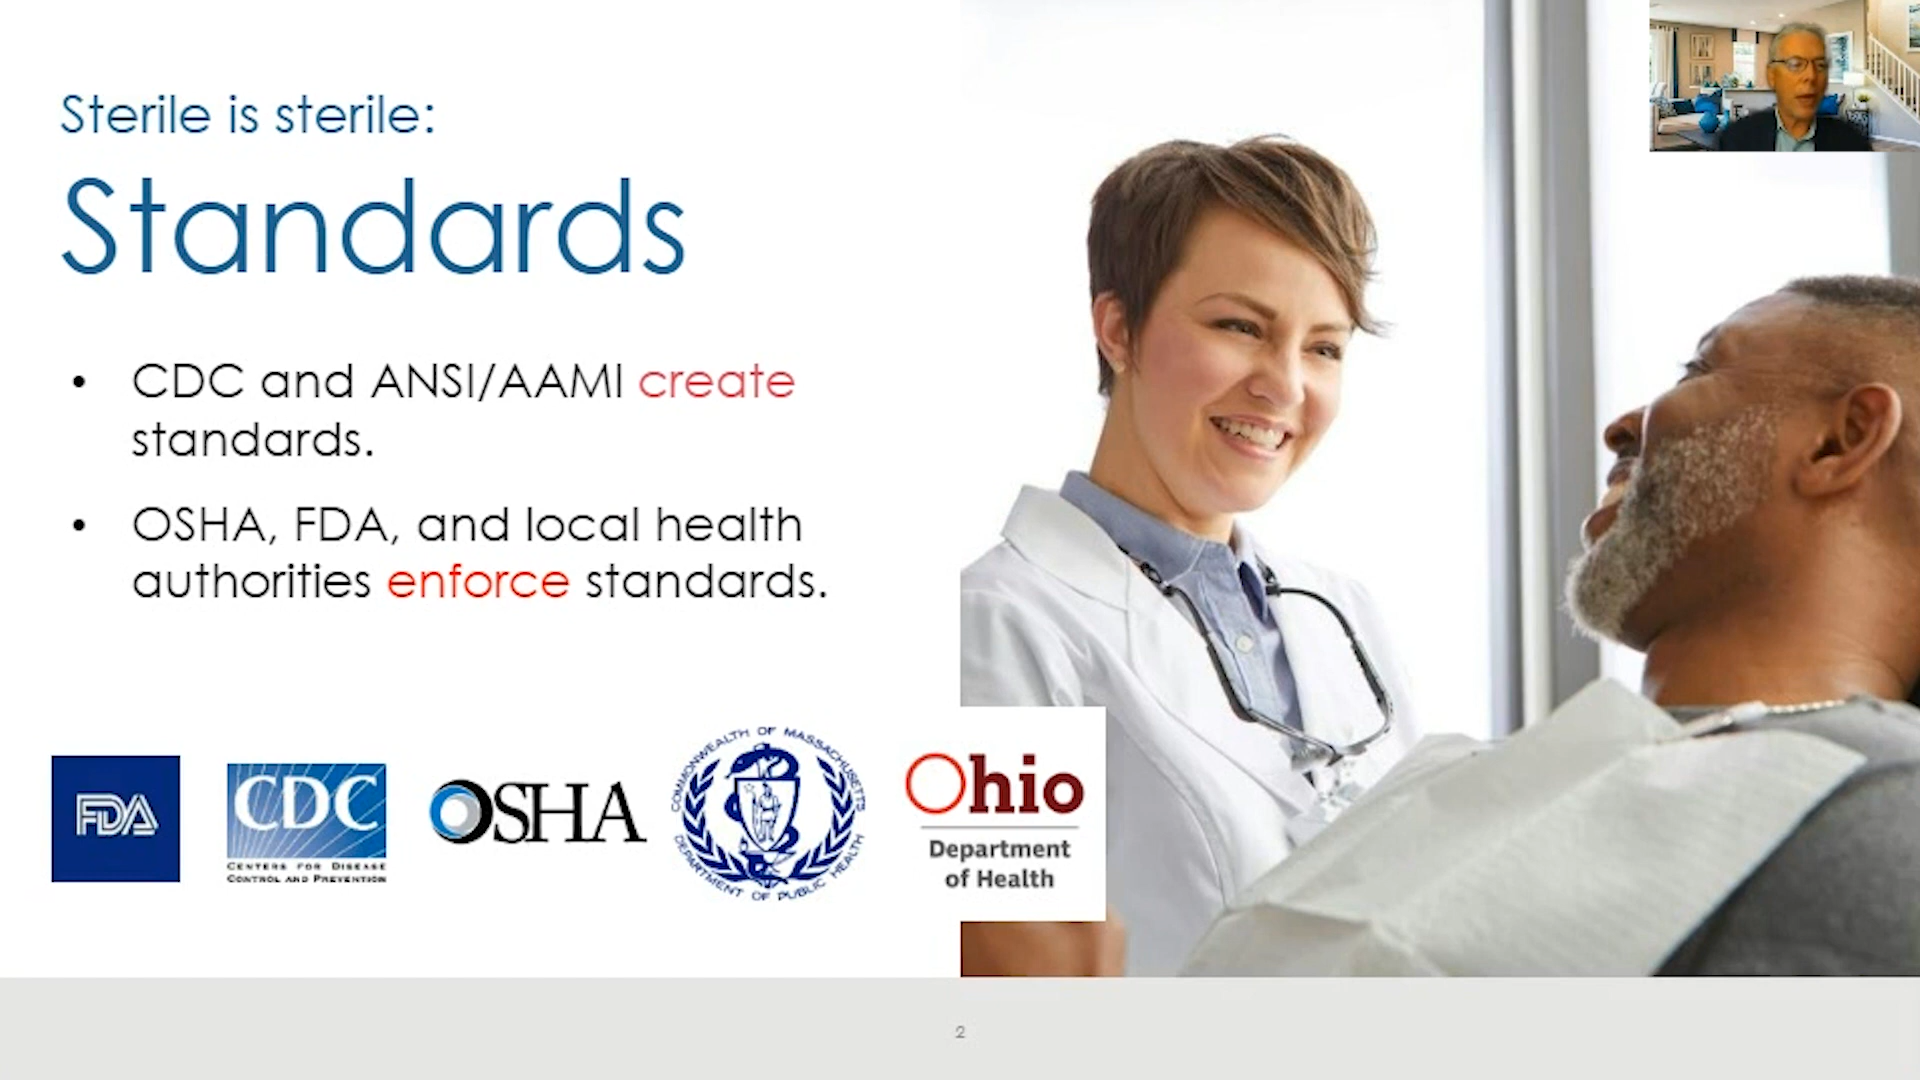 Sterile is sterile:
Standards
• CDC and ANSI/AAMI create
standards.
• OSHA, FDA, and local health
authorities enforce standards.
FDA
CDC
CENTERS FOR DISEASE
CONTROL AND PREVENTION
OSHA
COMMONWEALTH OF MASSACHUSETTS
DEPARTMENT OF PUBLIC HEALTH
Ohio
Department
of Health
2